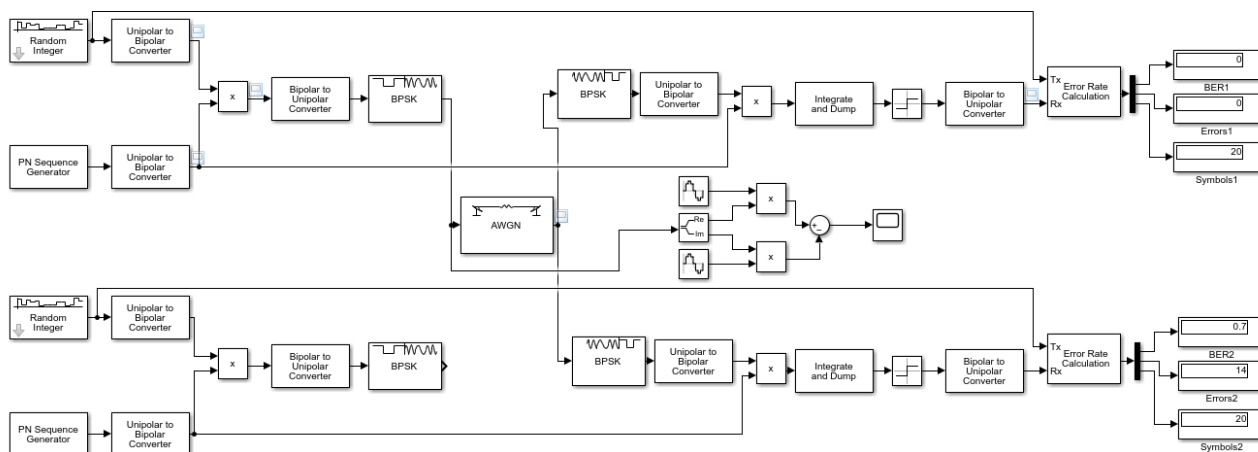 Random
Integer
Unipolar to
Bipolar
Converter
x
Bipolar to
Unipolar
Converter
BPSK
PN Sequence
Generator
Unipolar to
Bipolar
Converter
BPSK
Unipolar to
Bipolar
Converter
x
Integrate
and Dump
Bipolar to
Unipolar
Converter
Tx
Rx
Error Rate
Calculation
0
BER1
0
Errors1
20
Symbols1
AWGN
Re
Im
x
x
+
-
Random
Integer
Unipolar to
Bipolar
Converter
x
Bipolar to
Unipolar
Converter
BPSK
PN Sequence
Generator
Unipolar to
Bipolar
Converter
BPSK
Unipolar to
Bipolar
Converter
x
Integrate
and Dump
Bipolar to
Unipolar
Converter
Tx
Rx
Error Rate
Calculation
0.7
BER2
14
Errors2
20
Symbols2